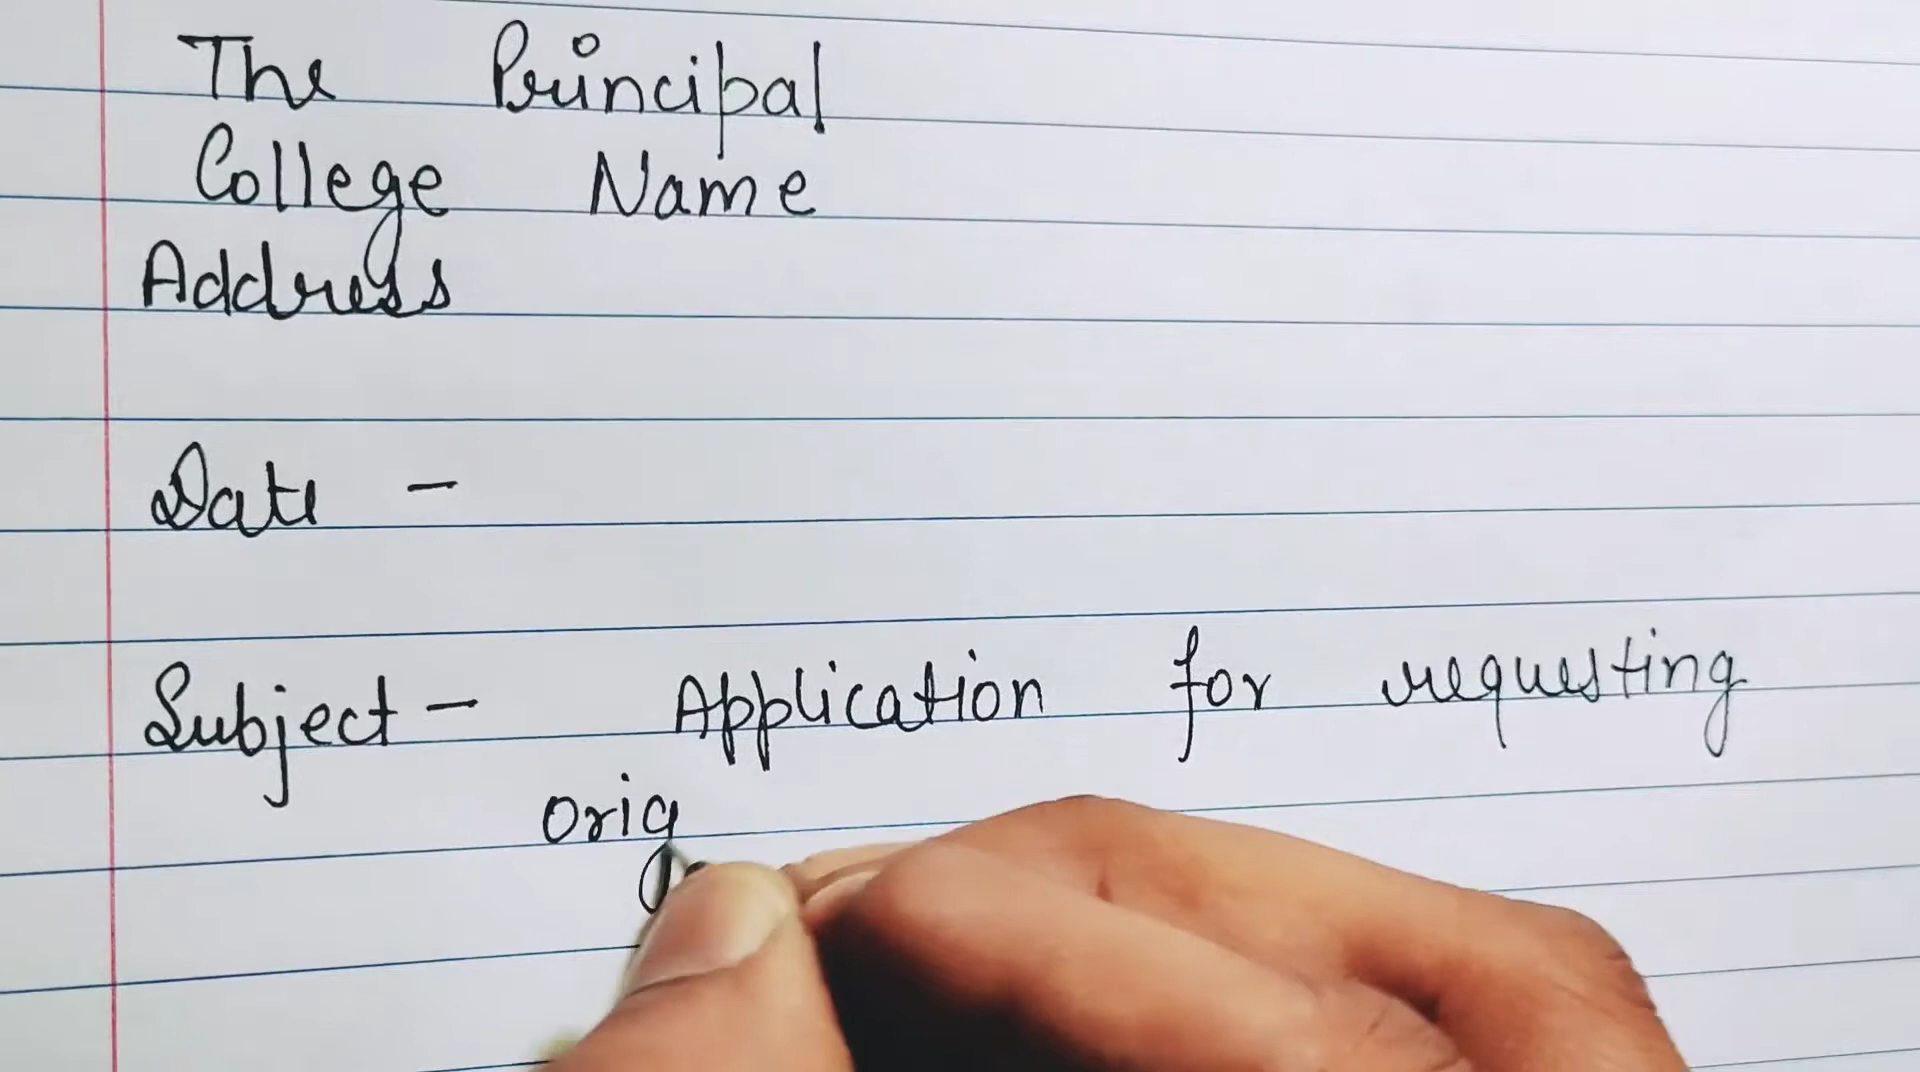 The Principal
College Name
Address
Date -
Subject - Application for requesting
orig